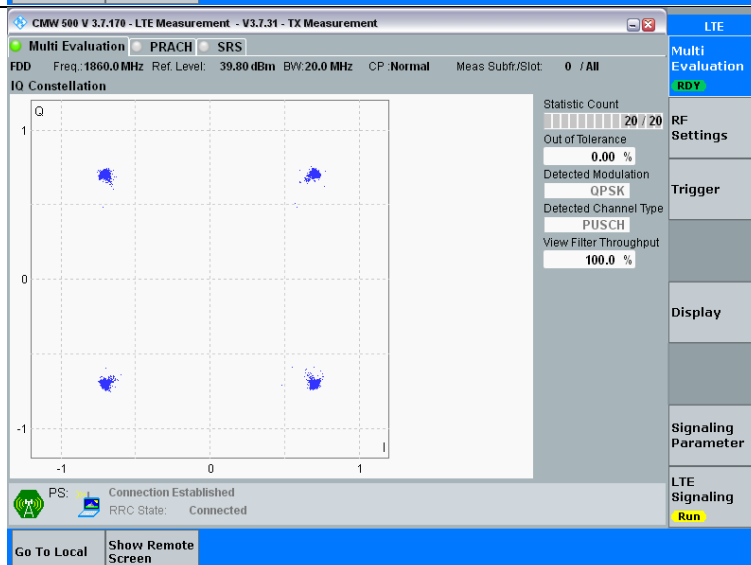 CMW 500 V 3.7.170 - LTE Measurement - V3.7.31 - TX Measurement
LTE
Multi Evaluation PRACH SRS
FDD Freq.:1860.0 MHz Ref. Level: 39.80 dBm BW:20.0 MHz CP :Normal Meas Subfr./Slot: 0 / All
IQ Constellation
Q
1
0
-1
-1 0 1
I
Statistic Count
20 / 20
Out of Tolerance
0.00 %
Detected Modulation
QPSK
Detected Channel Type
PUSCH
View Filter Throughput
100.0 %
Multi
Evaluation
RDY
RF
Settings
Trigger
Display
Signaling
Parameter
LTE
Signaling
Run
PS: Connection Established
RRC State: Connected
Go To Local
Show Remote
Screen